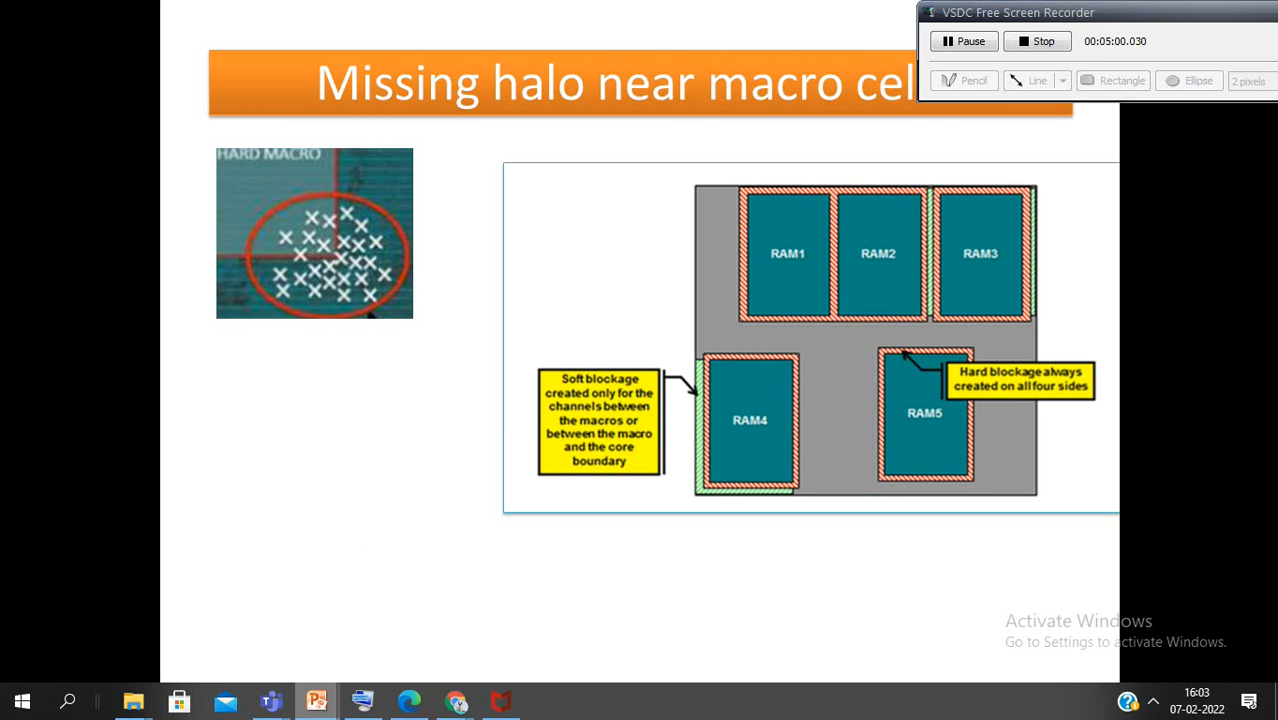 VSDC Free Screen Recorder
Pause
Stop
00:05:00.030
Pencil
Line
Rectangle
Ellipse
2 pixels
Missing halo near macro cel
HARD MACRO
RAM1
RAM2
RAM3
Soft blockage
created only for the
channels between
the macros or
between the macro
and the core
boundary
RAM4
RAM5
Hard blockage always
created on all four sides
Activate Windows
Go to Settings to activate Windows.
16:03
07-02-2022